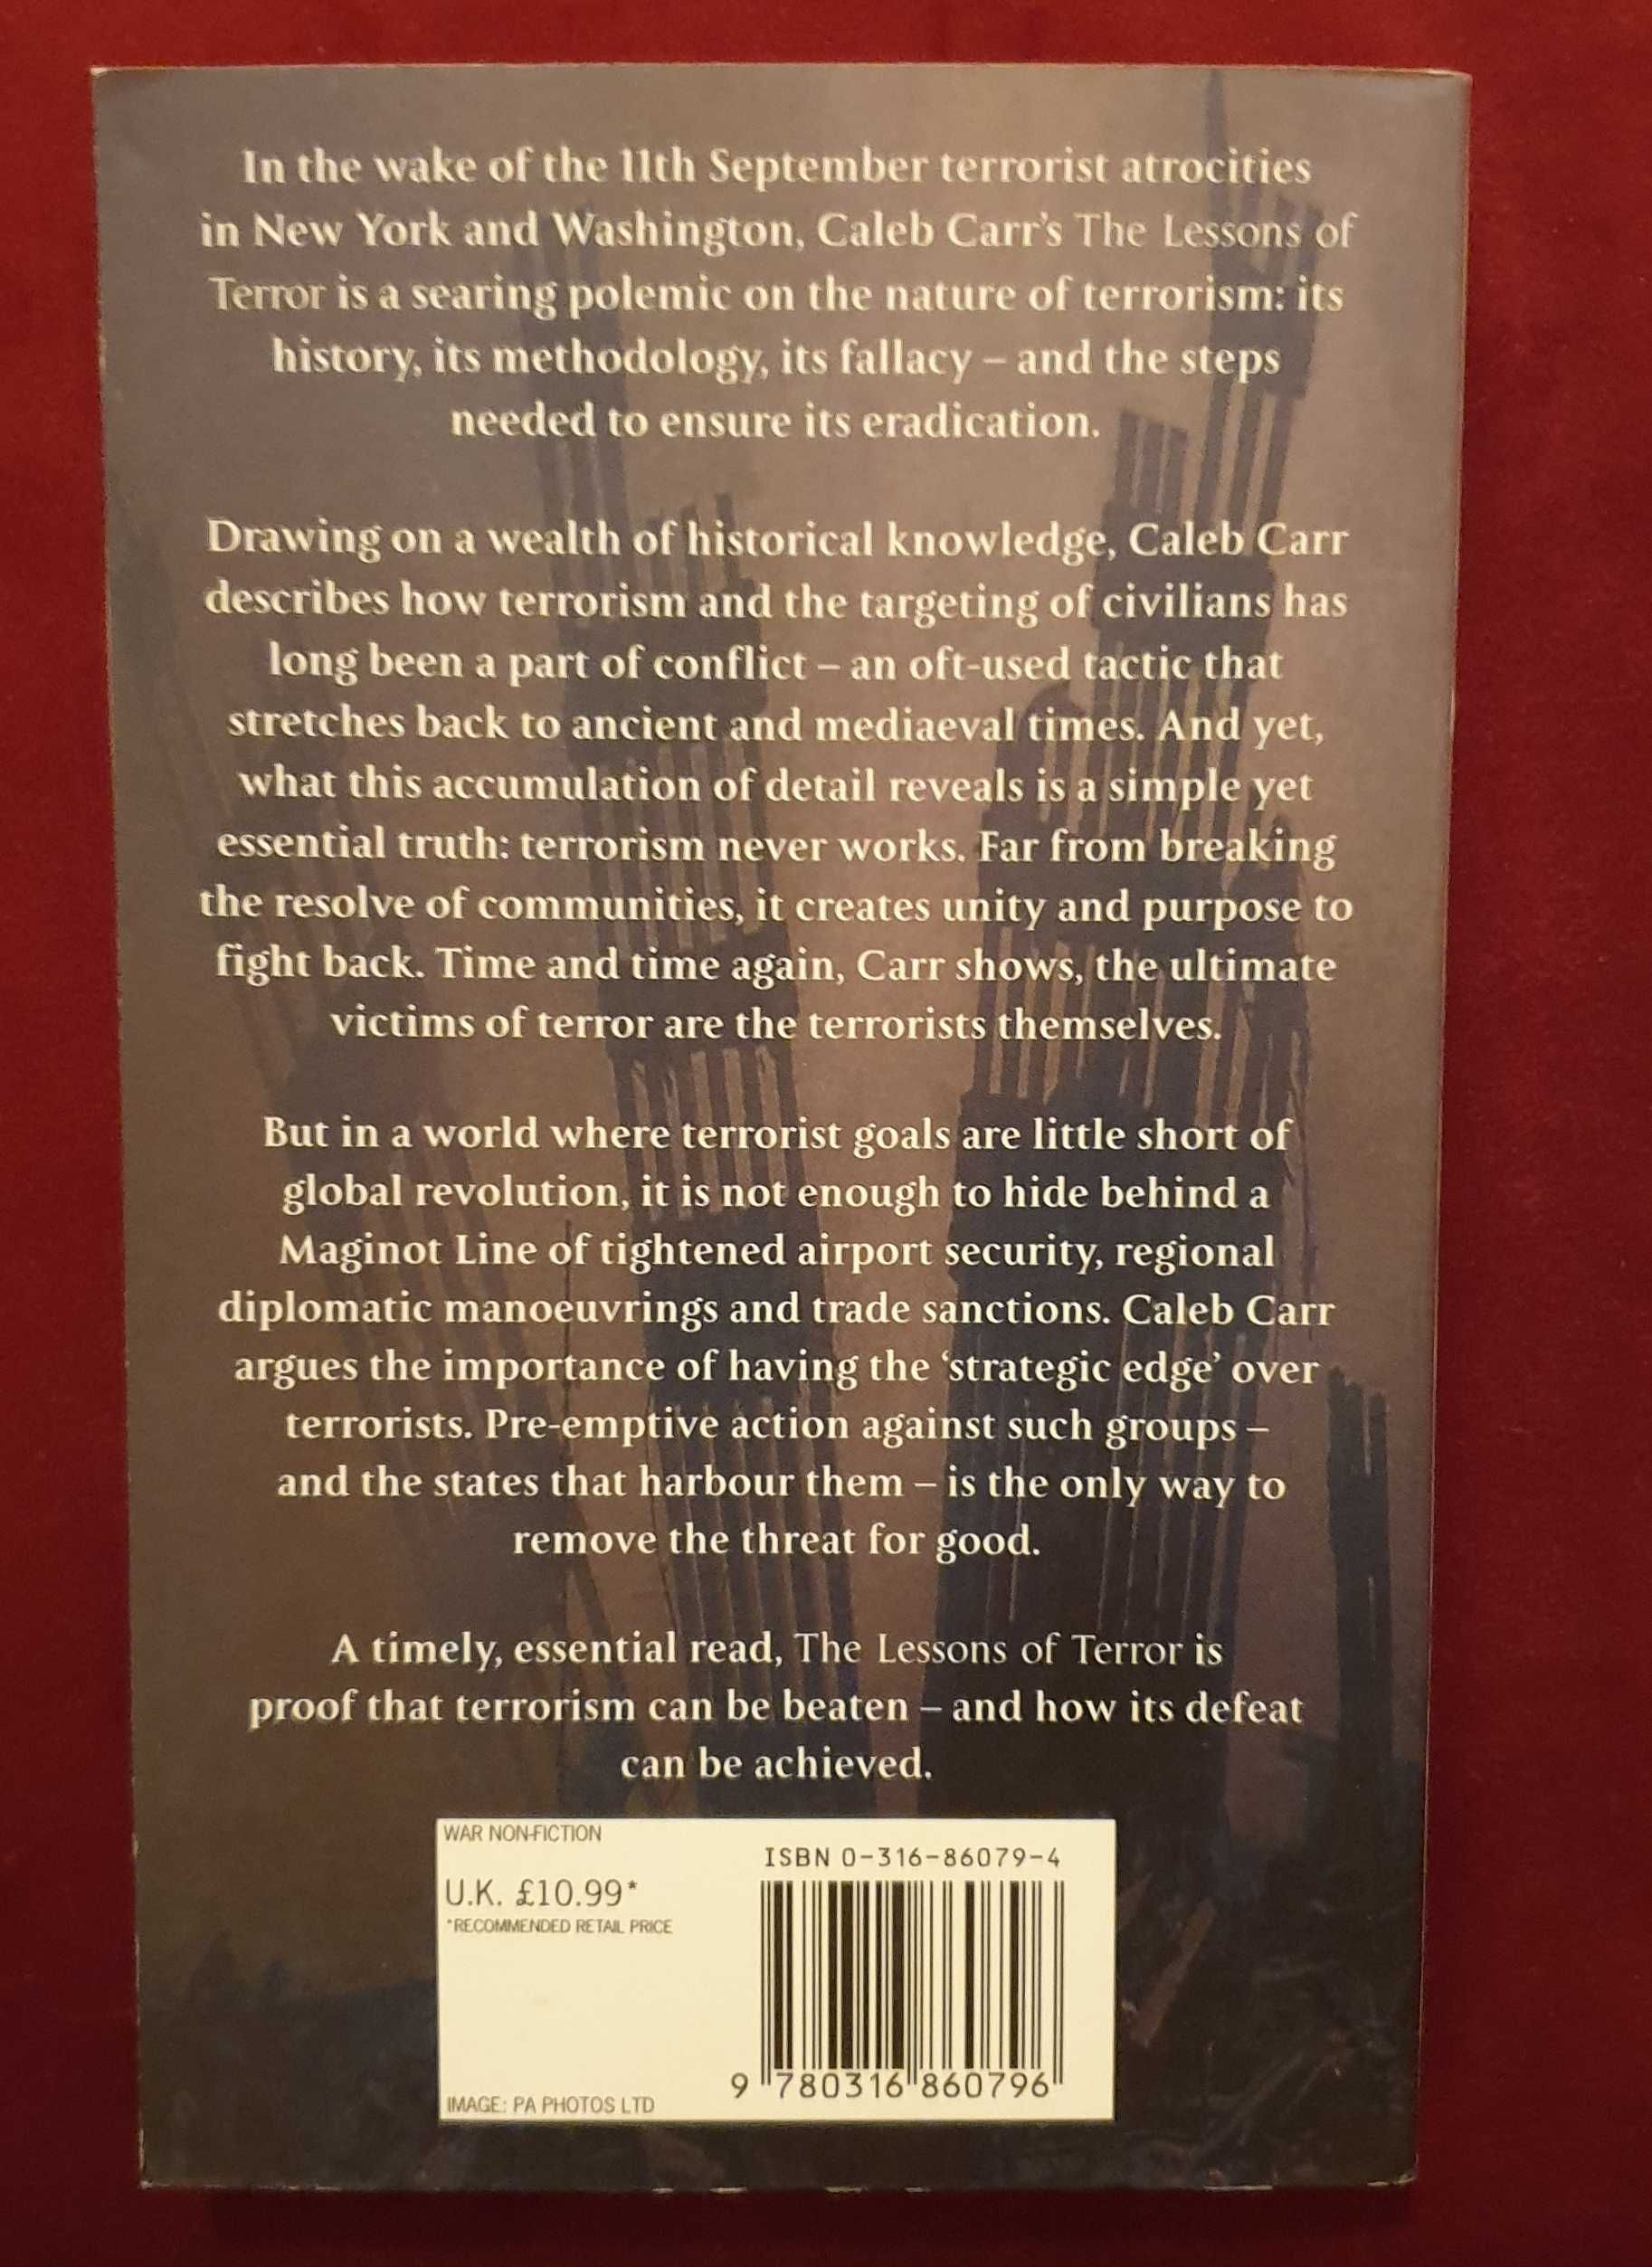 In the wake of the 11th September terrorist atrocities
in New York and Washington, Caleb Carr's The Lessons of
Terror is a searing polemic on the nature of terrorism: its
history, its methodology, its fallacy – and the steps
needed to ensure its eradication.
Drawing on a wealth of historical knowledge, Caleb Carr
describes how terrorism and the targeting of civilians has
long been a part of conflict – an oft-used tactic that
stretches back to ancient and mediaeval times. And yet,
what this accumulation of detail reveals is a simple yet
essential truth: terrorism never works. Far from breaking
the resolve of communities, it creates unity and purpose to
fight back. Time and time again, Carr shows, the ultimate
victims of terror are the terrorists themselves.
But in a world where terrorist goals are little short of
global revolution, it is not enough to hide behind a
Maginot Line of tightened airport security, regional
diplomatic manoeuvrings and trade sanctions. Caleb Carr
argues the importance of having the ‘strategic edge’ over
terrorists. Pre-emptive action against such groups –
and the states that harbour them – is the only way to
remove the threat for good.
A timely, essential read, The Lessons of Terror is
proof that terrorism can be beaten – and how its defeat
can be achieved.
WAR NON-FICTION
U.K. £10.99*
*RECOMMENDED RETAIL PRICE
IMAGE: PA PHOTOS LTD
ISBN 0-316-86079-4
9 780316 860796